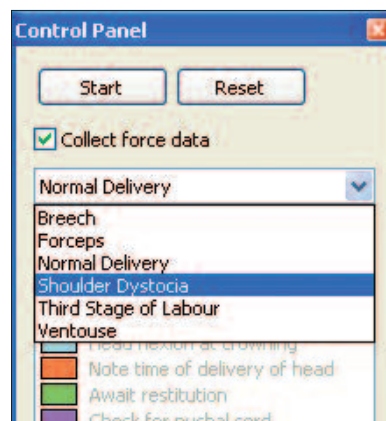 Control Panel
Start Reset
Collect force data
Normal Delivery
Breech
Forceps
Normal Delivery
Shoulder Dystocia
Third Stage of Labour
Ventouse
Head flexion at crowning
Note time of delivery of head
Await restitution
Check for nuchal cord